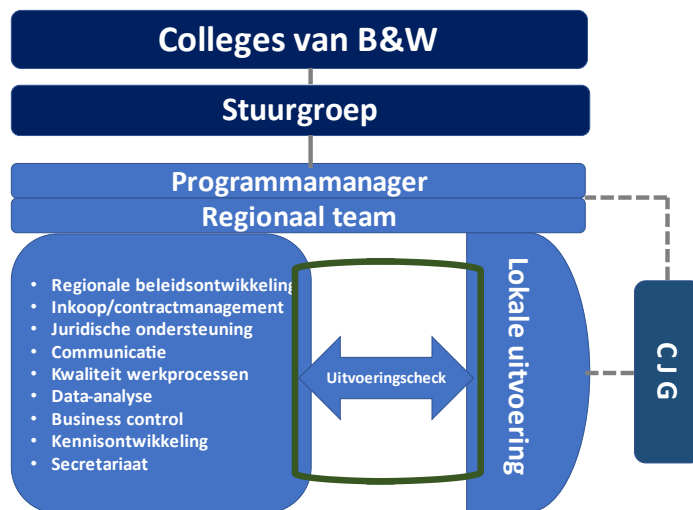 Colleges van B&W
Stuurgroep
Programmamanager
Regionaal team
• Regionale beleidsontwikkeling
• Inkoop/contractmanagement
• Juridische ondersteuning
• Communicatie
• Kwaliteit werkprocessen
• Data-analyse
• Business control
• Kennisontwikkeling
• Secretariaat
Uitvoeringscheck
Lokale uitvoering
CJG